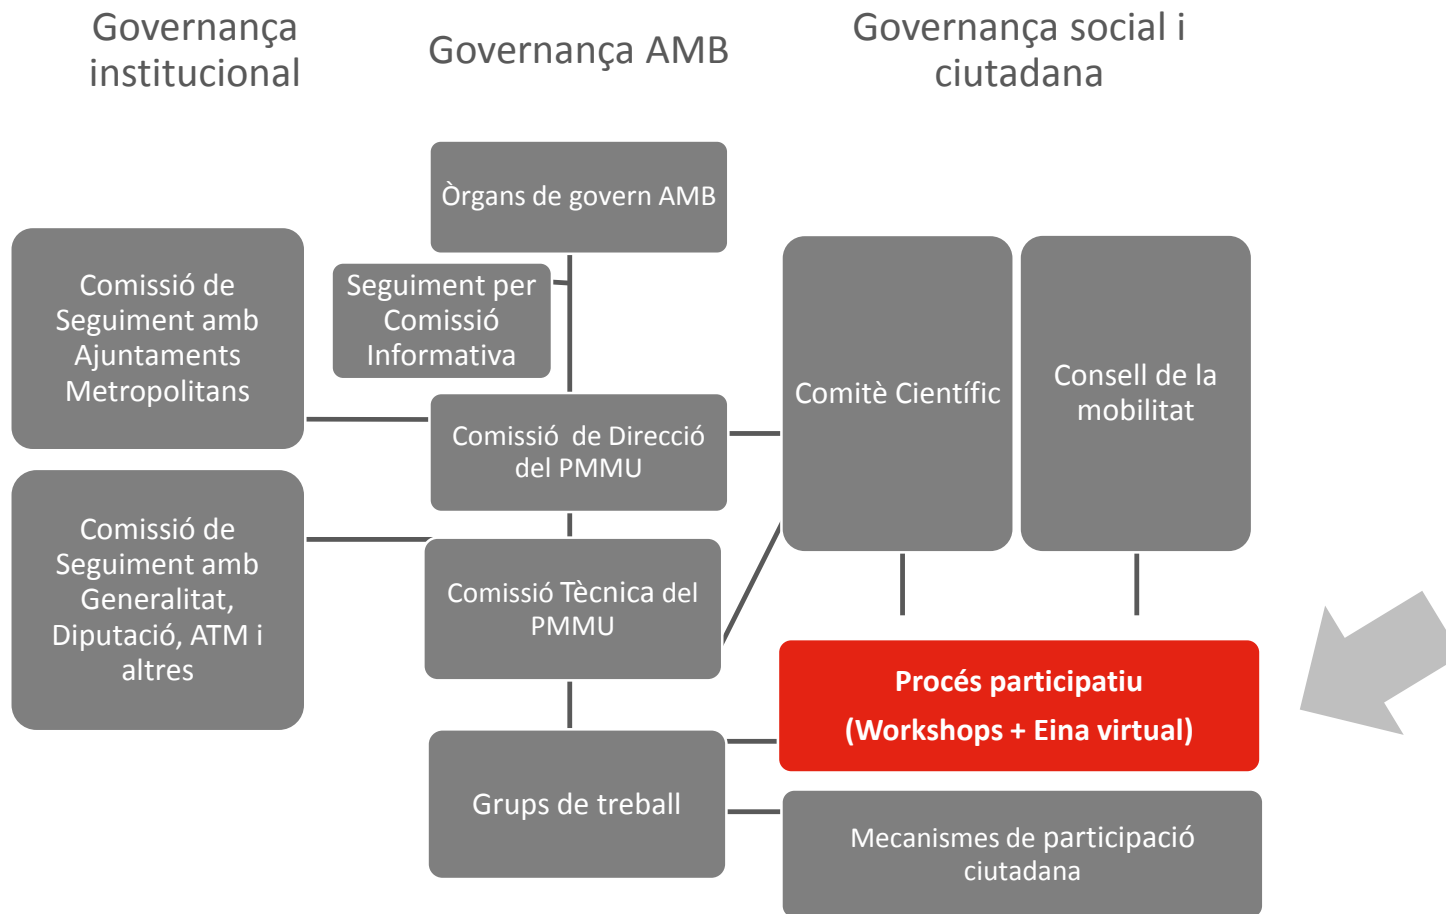 Governança
institucional
Governança AMB
Governança social i
ciutadana
Òrgans de govern AMB
Seguiment per
Comissió
Informativa
Comissió de
Seguiment amb
Ajuntaments
Metropolitans
Comissió  de Direcció
del PMMU
Comitè Científic
Consell de la
mobilitat
Comissió de
Seguiment amb
Generalitat,
Diputació, ATM i
altres
Comissió Tècnica del
PMMU
Procés participatiu
(Workshops + Eina virtual)
Grups de treball
Mecanismes de participació
ciutadana